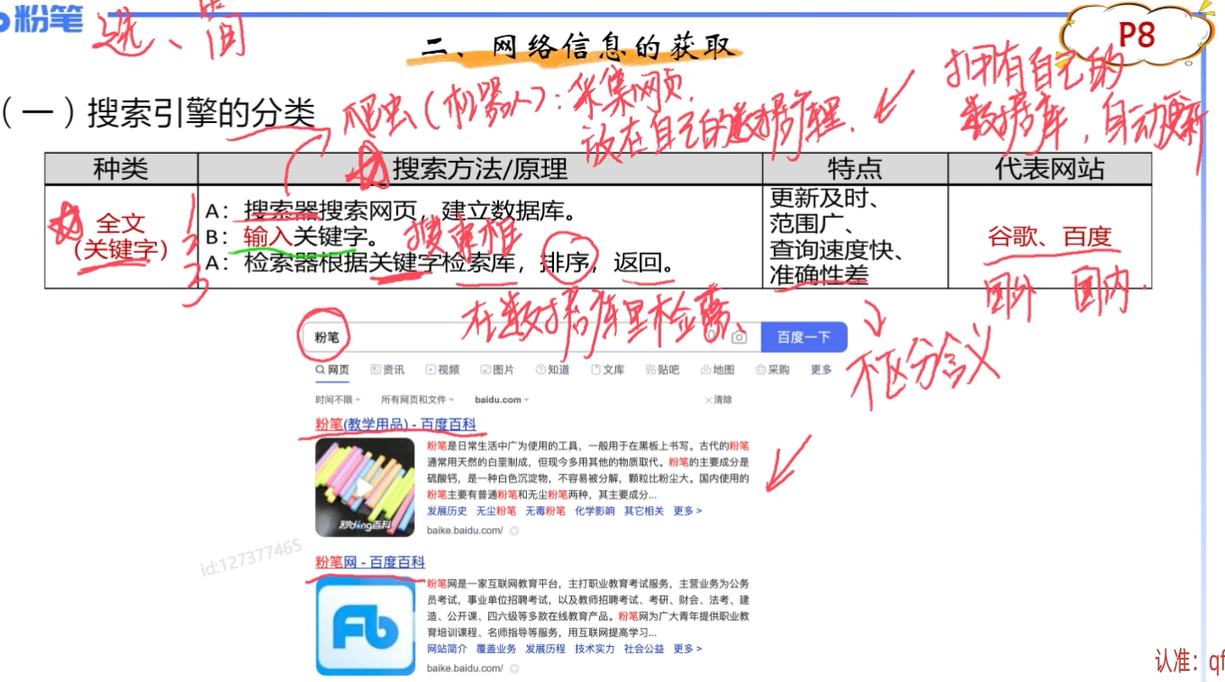 粉笔
选、简
二、网络信息的获取
P8
（一）搜索引擎的分类
爬虫（机器人）：采集网页，
放在自己的数据库里.
拥有自己的
数据库，自动更新
种类 搜索方法/原理 特点 代表网站
全文
（关键字）
1
2
3
A：搜索器搜索网页，建立数据库。
B：输入关键字。
搜索框
A：检索器根据关键字检索库，排序，返回。
更新及时、
范围广、
查询速度快、
准确性差
谷歌、百度
国外 国内.
在数据库里检索、
不区分含义
粉笔
百度一下
网页 资讯 视频 图片 知道 文库 贴吧 地图 采购 更多
时间不限 所有网页和文件 baidu.com 清除
粉笔(教学用品) - 百度百科
粉笔是日常生活中广为使用的工具，一般用于在黑板上书写。古代的粉笔
通常用天然的白垩制成，但现今多用其他的物质取代。粉笔的主要成分是
硫酸钙，是一种白色沉淀物，不容易被分解，颗粒比粉尘大。国内使用的
粉笔主要有普通粉笔和无尘粉笔两种，其主要成分...
发展历史 无尘粉笔 无毒粉笔 化学影响 其它相关 更多 >
秒dong百科
baike.baidu.com/
id:127377465
粉笔网 - 百度百科
粉笔网是一家互联网教育平台，主打职业教育考试服务，主营业务为公务
员考试，事业单位招聘考试，以及教师招聘考试、考研、财会、法考、建
造、公开课、四六级等多款在线教育产品。粉笔网为广大青年提供职业教
育培训课程、名师指导等服务，用互联网提高学习...
网站简介 覆盖业务 发展历程 技术实力 社会公益 更多 >
baike.baidu.com/
认准：qf